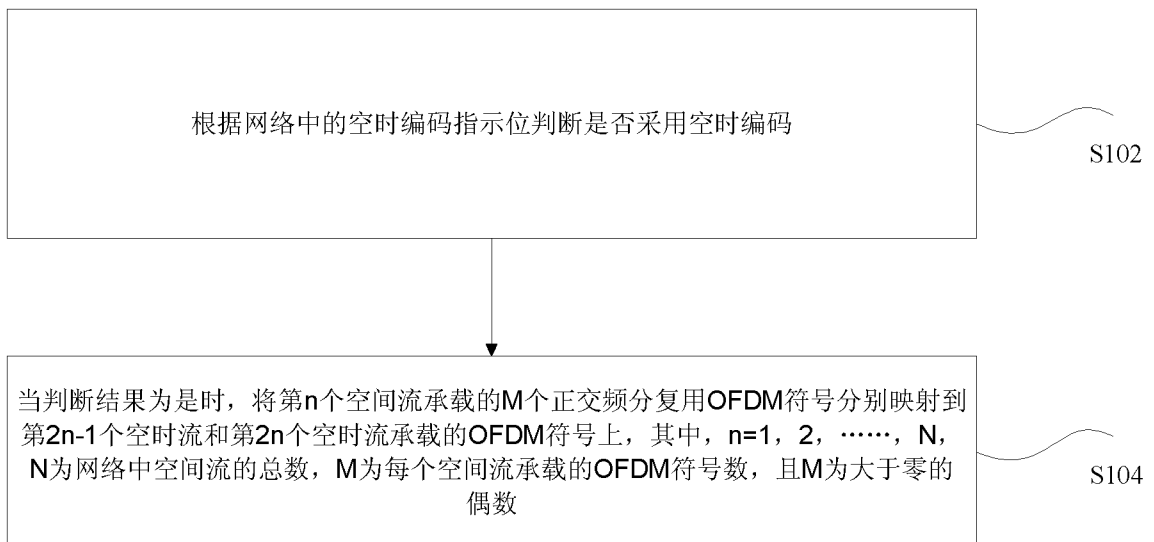 根据网络中的空时编码指示位判断是否采用空时编码
S102
当判断结果为是时，将第n个空间流承载的M个正交频分复用OFDM符号分别映射到
第2n-1个空时流和第2n个空时流承载的OFDM符号上，其中，n=1，2，……，N，
N为网络中空间流的总数，M为每个空间流承载的OFDM符号数，且M为大于零的
偶数
S104